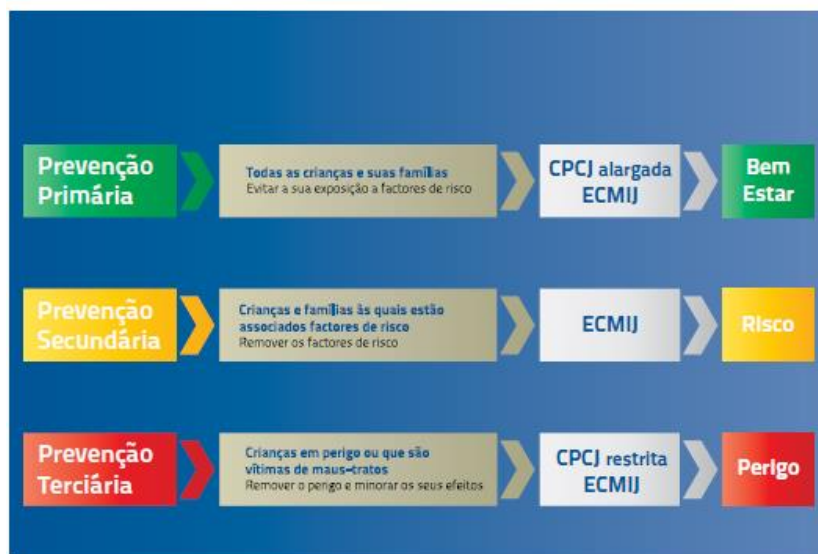 Prevenção
Primária
Todas as crianças e suas famílias
Evitar a sua exposição a factores de risco
CPCJ alargada
ECMIJ
Bem
Estar
Prevenção
Secundária
Crianças e famílias às quais estão
associados factores de risco
Remover os factores de risco
ECMIJ
Risco
Prevenção
Terciária
Crianças em perigo ou que são
vítimas de maus-tratos
Remover o perigo e minorar os seus efeitos
CPCJ restrita
ECMIJ
Perigo